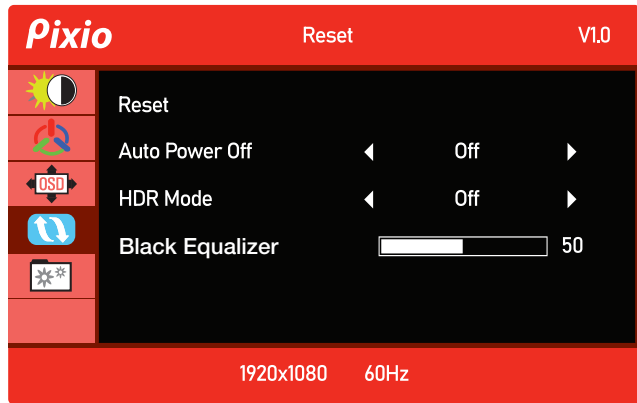 Pixio Reset V1.0
Reset
Auto Power Off Off
OSD
HDR Mode Off
Black Equalizer 50
1920x1080 60Hz